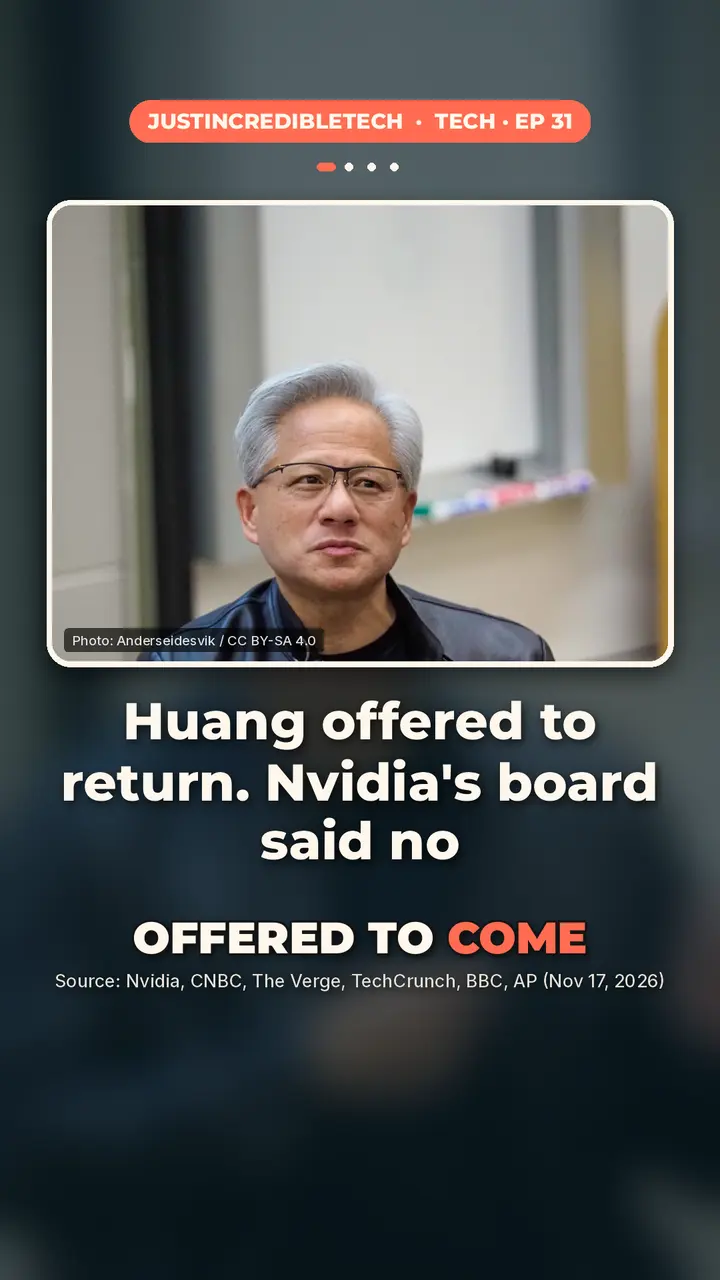 JUSTINCREDIBLETECH · TECH · EP 31
Photo: Anderseidesvik / CC BY-SA 4.0
Huang offered to
return. Nvidia's board
said no
OFFERED TO COME
Source: Nvidia, CNBC, The Verge, TechCrunch, BBC, AP (Nov 17, 2026)